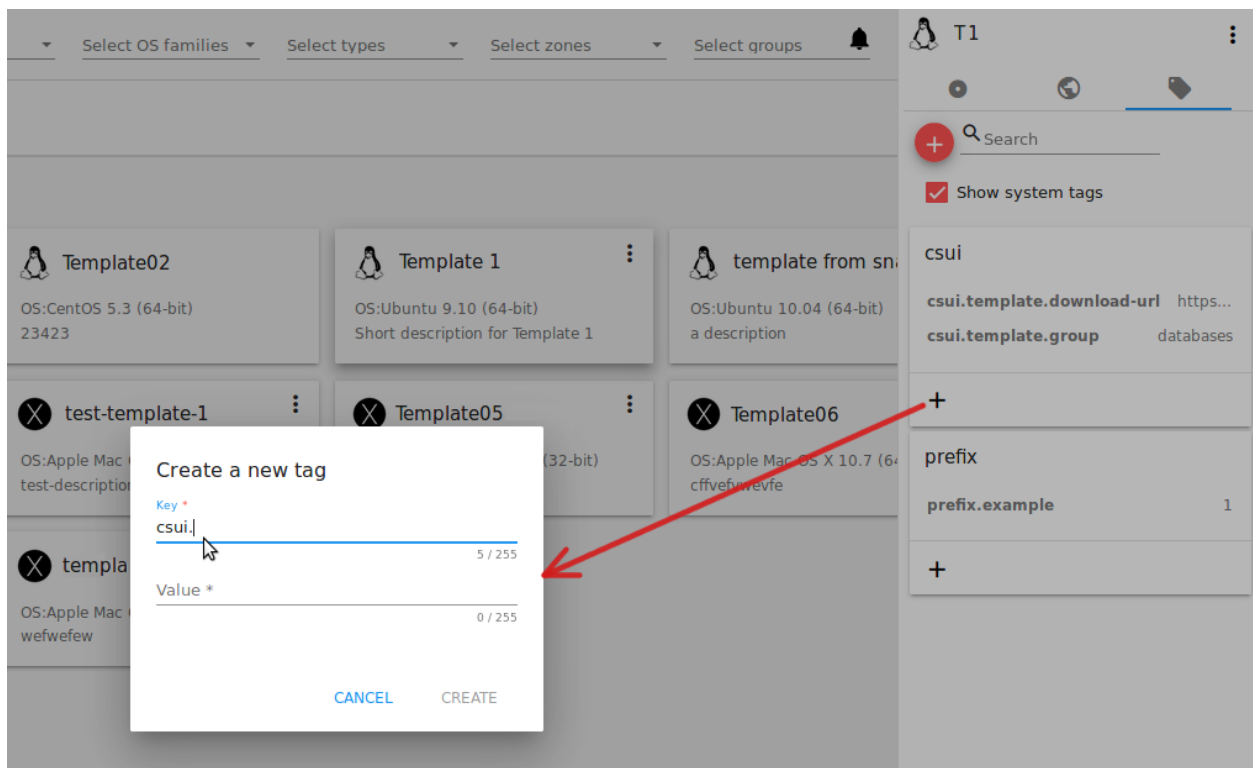 Select OS families
Select types
Select zones
Select groups
Template02
OS:CentOS 5.3 (64-bit)
23423
Template 1
OS:Ubuntu 9.10 (64-bit)
Short description for Template 1
template from sna
OS:Ubuntu 10.04 (64-bit)
a description
test-template-1
OS:Apple Mac
test-description
Template05
(32-bit)
Template06
OS:Apple Mac OS X 10.7 (64
cffvefvwevfe
templa
OS:Apple Mac
wefwefew
Create a new tag
Key *
csui.
5 / 255
Value *
0 / 255
CANCEL
CREATE
T1
Search
Show system tags
csui
csui.template.download-url https...
csui.template.group databases
+
prefix
prefix.example 1
+